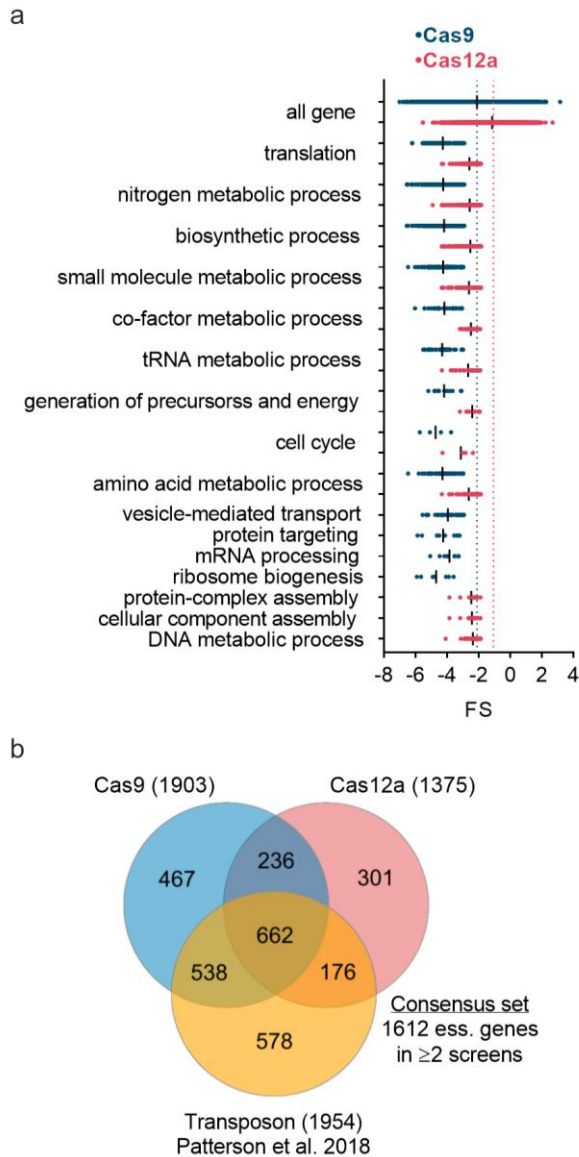 a
•Cas9
•Cas12a
all gene
translation
nitrogen metabolic process
biosynthetic process
small molecule metabolic process
co-factor metabolic process
tRNA metabolic process
generation of precursorss and energy
cell cycle
amino acid metabolic process
vesicle-mediated transport
protein targeting
mRNA processing
ribosome biogenesis
protein-complex assembly
cellular component assembly
DNA metabolic process
-8 -6 -4 -2 0 2 4
FS
b
Cas9 (1903) Cas12a (1375)
467 236 301
662
538 176
578
Consensus set
1612 ess. genes
in ≥2 screens
Transposon (1954)
Patterson et al. 2018